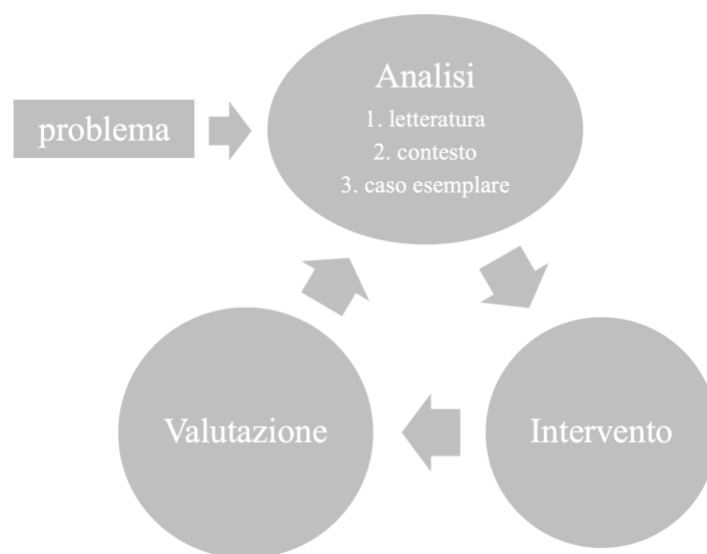 problema
Analisi
1. letteratura
2. contesto
3. caso esemplare
Valutazione
Intervento